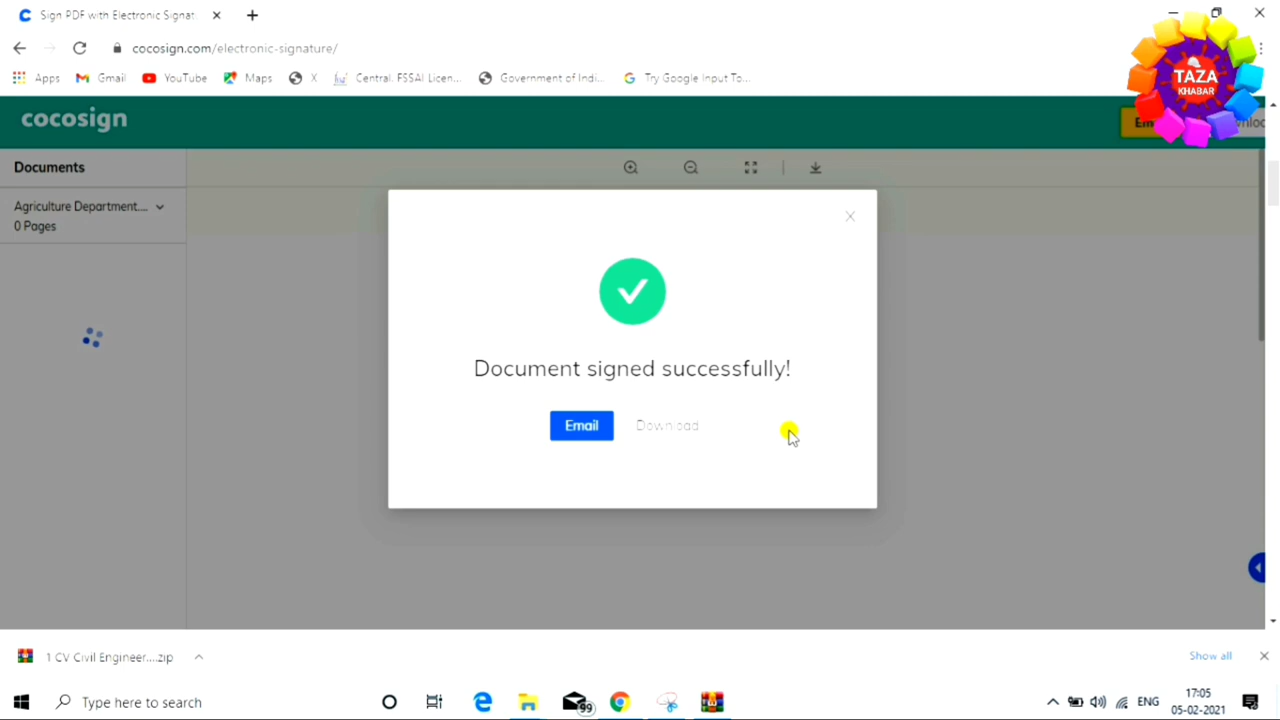 Sign PDF with Electronic Signat
cocosign.com/electronic-signature/
Apps
Gmail
YouTube
Maps
X
Central. FSSAI Licen...
Government of Indi...
Try Google Input To...
TAZA
KHABAR
cocosign
Em
Documents
Agriculture Department....
0 Pages
Document signed successfully!
Email
Download
1 CV Civil Engineer....zip
Show all
Type here to search
99
ENG
17:05
05-02-2021